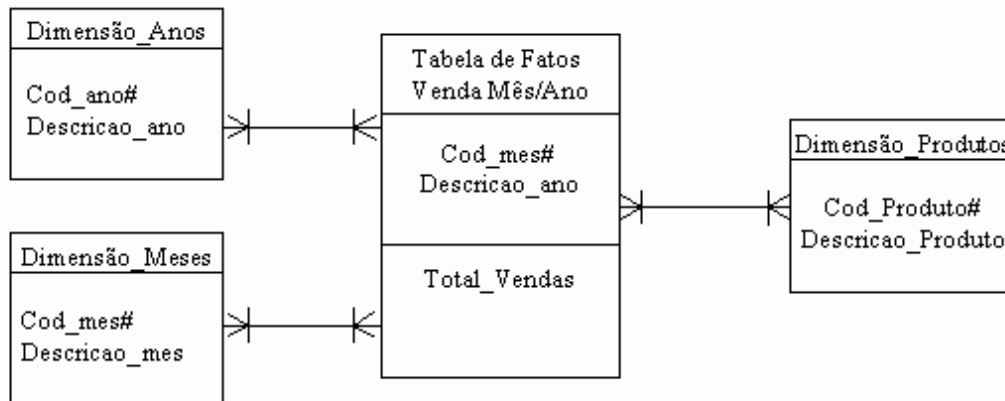 Dimensão_Anos
Cod_ano#
Descricao_ano
Dimensão_Meses
Cod_mes#
Descricao_mes
Tabela de Fatos
Venda Mês/Ano
Cod_mes#
Descricao_ano
Total_Vendas
Dimensão_Produtos
Cod_Produto#
Descricao_Produto